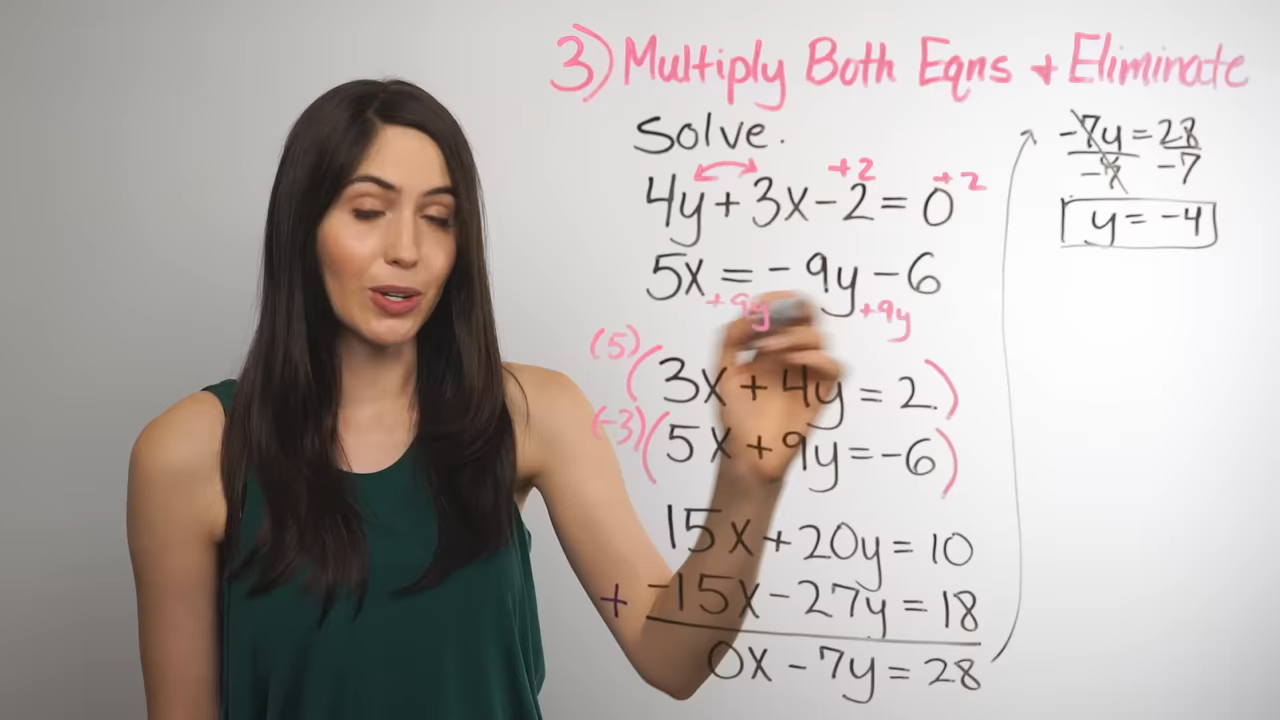 3) Multiply Both Eqns + Eliminate
Solve.
+2 +2
4y+3x-2=0
5x=-9y-6
+9y +9y
(5)(3x+4y=2)
(-3)(5x+9y=-6)
15x+20y=10
+ -15x-27y=18
0x-7y=28
-7y=28
-7 -7
y=-4